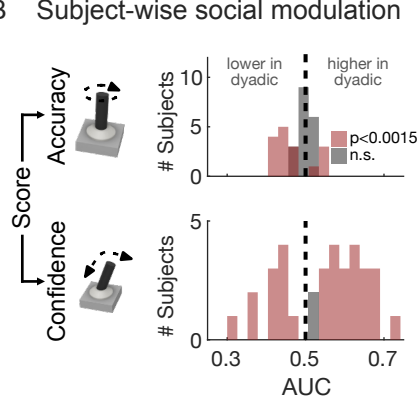 B Subject-wise social modulation
lower in
dyadic
higher in
dyadic
Accuracy
# Subjects
10
5
0
p<0.0015
n.s.
Score
Confidence
# Subjects
5
0
0.3 0.5 0.7
AUC